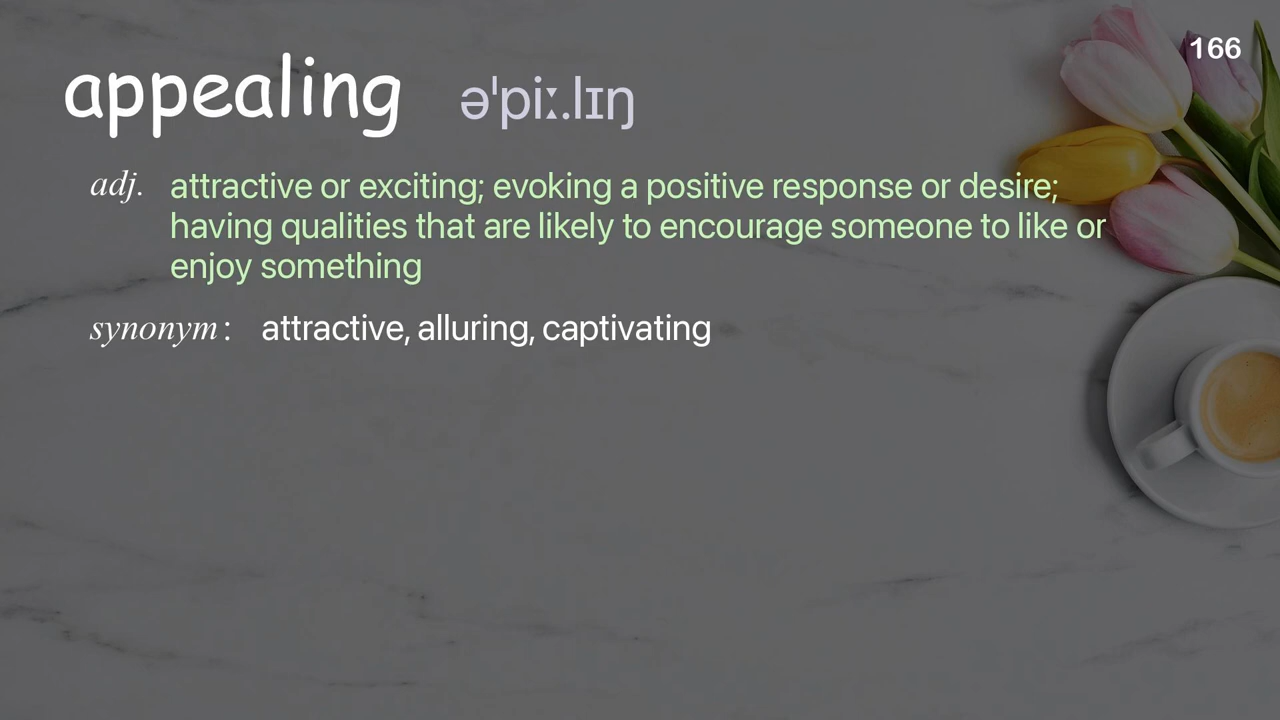 166
appealing əˈpiː.lɪŋ
adj. attractive or exciting; evoking a positive response or desire;
having qualities that are likely to encourage someone to like or
enjoy something
synonym: attractive, alluring, captivating